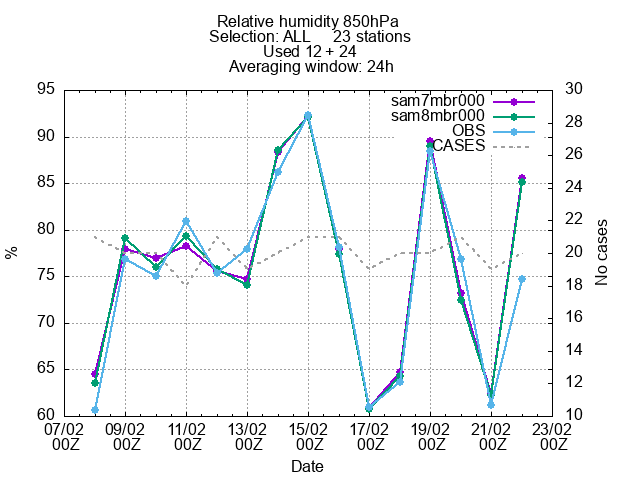 Relative humidity 850hPa
Selection: ALL 23 stations
Used 12 + 24
Averaging window: 24h
sam7mbr000
sam8mbr000
OBS
CASES
%
95
90
85
80
75
70
65
60
No cases
30
28
26
24
22
20
18
16
14
12
10
07/02 09/02 11/02 13/02 15/02 17/02 19/02 21/02 23/02
00Z 00Z 00Z 00Z 00Z 00Z 00Z 00Z 00Z
Date